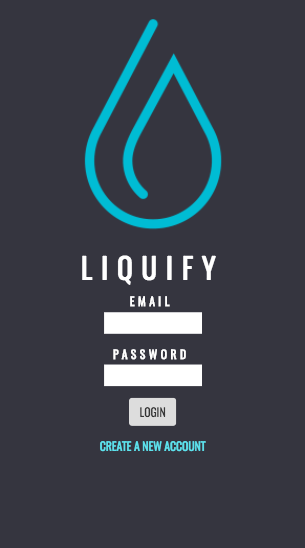 LIQUIFY
EMAIL
PASSWORD
LOGIN
CREATE A NEW ACCOUNT